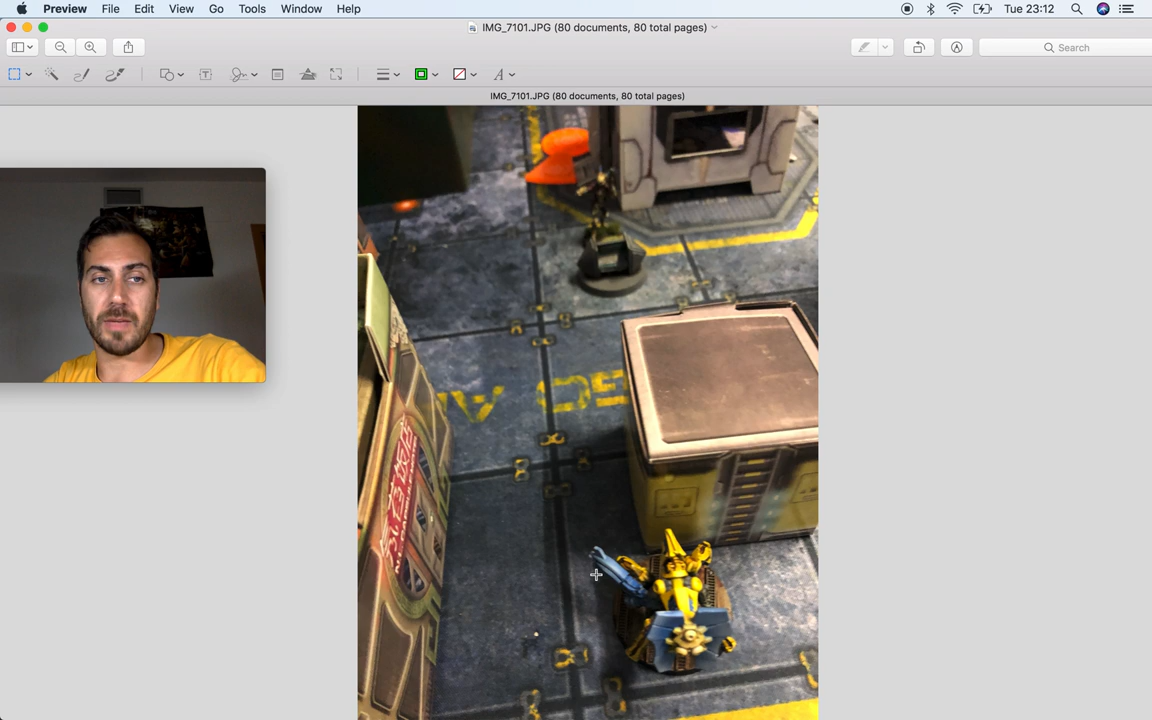 Preview File Edit View Go Tools Window Help Tue 23:12
IMG_7101.JPG (80 documents, 80 total pages)
Search
IMG_7101.JPG (80 documents, 80 total pages)